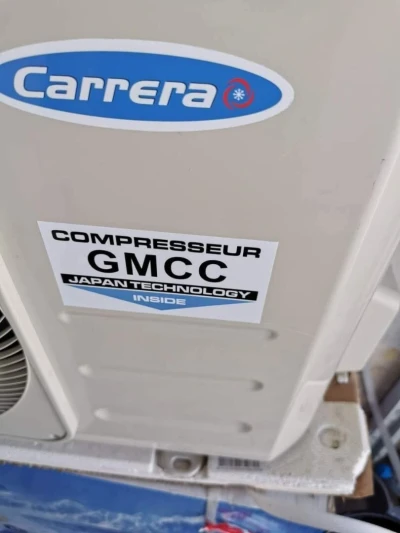 Carrera
COMPRESSEUR
GMCC
JAPAN TECHNOLOGY
INSIDE